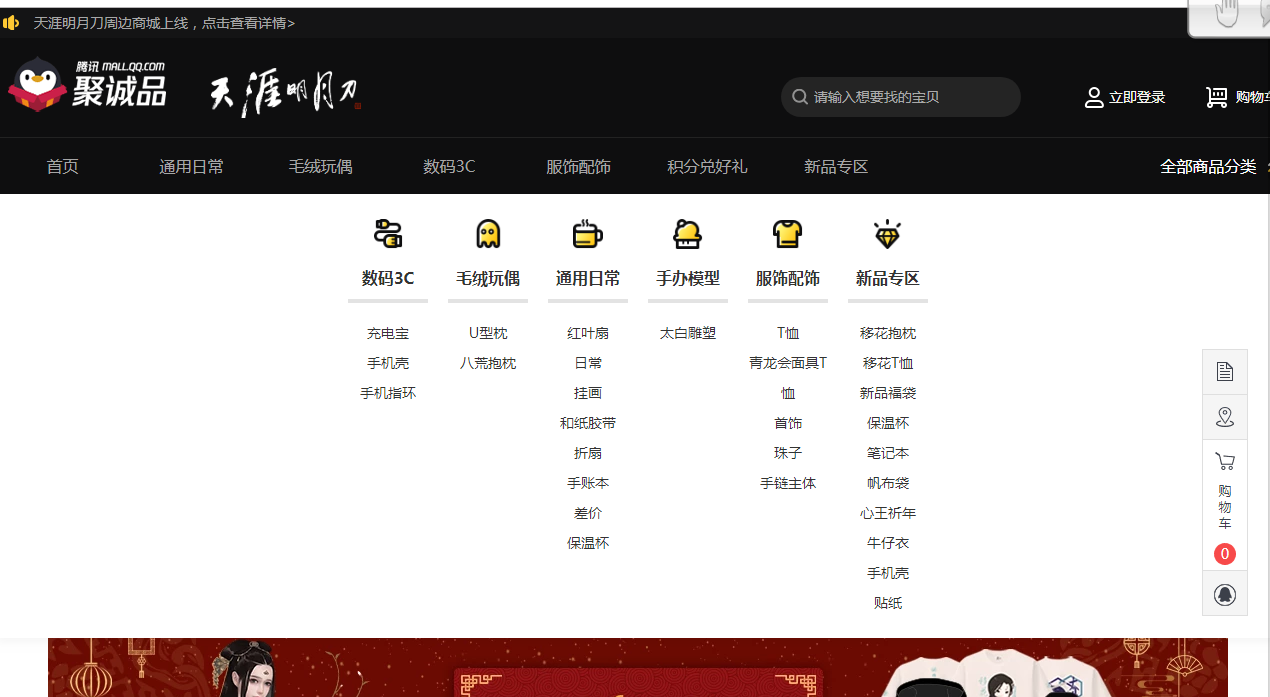 天涯明月刀周边商城上线，点击查看详情>
腾讯 MALL.QQ.COM
聚诚品
天涯明月刀
请输入想要找的宝贝
立即登录
购物车
首页
通用日常
毛绒玩偶
数码3C
服饰配饰
积分兑好礼
新品专区
全部商品分类
数码3C
充电宝
手机壳
手机指环
毛绒玩偶
U型枕
八荒抱枕
通用日常
红叶扇
日常
挂画
和纸胶带
折扇
手账本
差价
保温杯
手办模型
太白雕塑
服饰配饰
T恤
青龙会面具T
恤
首饰
珠子
手链主体
新品专区
移花抱枕
移花T恤
新品福袋
保温杯
笔记本
帆布袋
心王祈年
牛仔衣
手机壳
贴纸
购
物
车
0